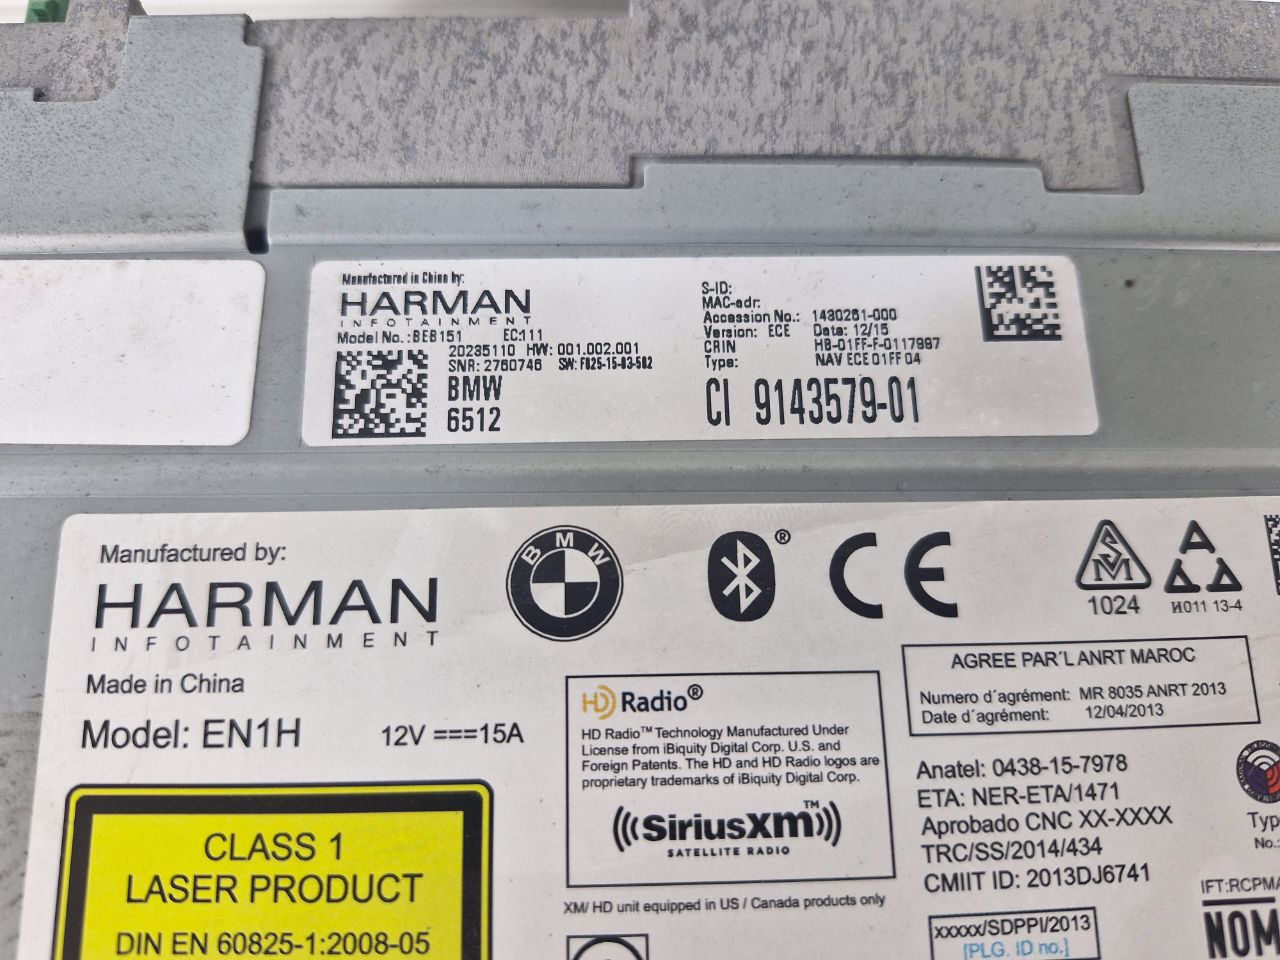 Manufactured in China by:
HARMAN
INFOTAINMENT
Model No.: BE8151 EC:111
20235110 HW: 001.002.001
SNR: 2760746 SW: F025-15-03-502
BMW
6512
S-ID:
MAC-adr:
Accession No.: 1430261-000
Version: ECE Date: 12/15
CRIN HB-01FF-F-0117997
Type: NAV ECE 01FF 04
CI 9143579-01
Manufactured by:
HARMAN
INFOTAINMENT
Made in China
Model: EN1H 12V ⎓ 15A
BMW
®
CE
SM
1024
И011 13-4
HD Radio®
HD Radio™ Technology Manufactured Under
License from iBiquity Digital Corp. U.S. and
Foreign Patents. The HD and HD Radio logos are
proprietary trademarks of iBiquity Digital Corp.
(((SiriusXM™)))
SATELLITE RADIO
XM/ HD unit equipped in US / Canada products only
AGREE PAR´L ANRT MAROC
Numero d´agrément: MR 8035 ANRT 2013
Date d´agrément: 12/04/2013
Anatel: 0438-15-7978
ETA: NER-ETA/1471
Aprobado CNC XX-XXXX
TRC/SS/2014/434
CMIIT ID: 2013DJ6741
xxxxx/SDPPI/2013
[PLG. ID no.]
Typ
No.:
IFT:RCPMA
NOM
CLASS 1
LASER PRODUCT
DIN EN 60825-1:2008-05